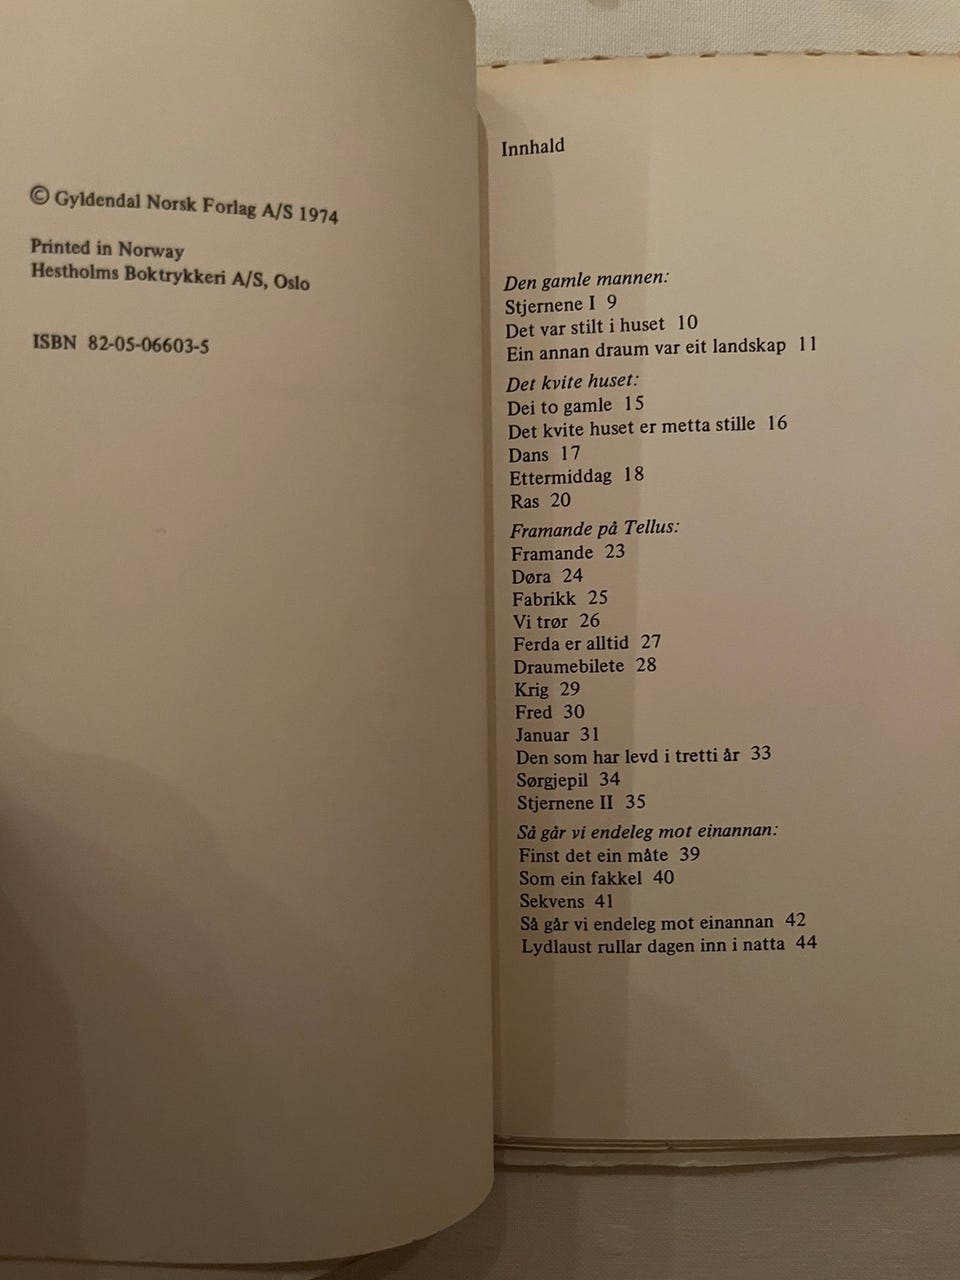 © Gyldendal Norsk Forlag A/S 1974
Printed in Norway
Hestholms Boktrykkeri A/S, Oslo
ISBN 82-05-06603-5
Innhald
Den gamle mannen:
Stjernene I 9
Det var stilt i huset 10
Ein annan draum var eit landskap 11
Det kvite huset:
Dei to gamle 15
Det kvite huset er metta stille 16
Dans 17
Ettermiddag 18
Ras 20
Framande på Tellus:
Framande 23
Døra 24
Fabrikk 25
Vi trør 26
Ferda er alltid 27
Draumebilete 28
Krig 29
Fred 30
Januar 31
Den som har levd i tretti år 33
Sørgjepil 34
Stjernene II 35
Så går vi endeleg mot einannan:
Finst det ein måte 39
Som ein fakkel 40
Sekvens 41
Så går vi endeleg mot einannan 42
Lydlaust rullar dagen inn i natta 44